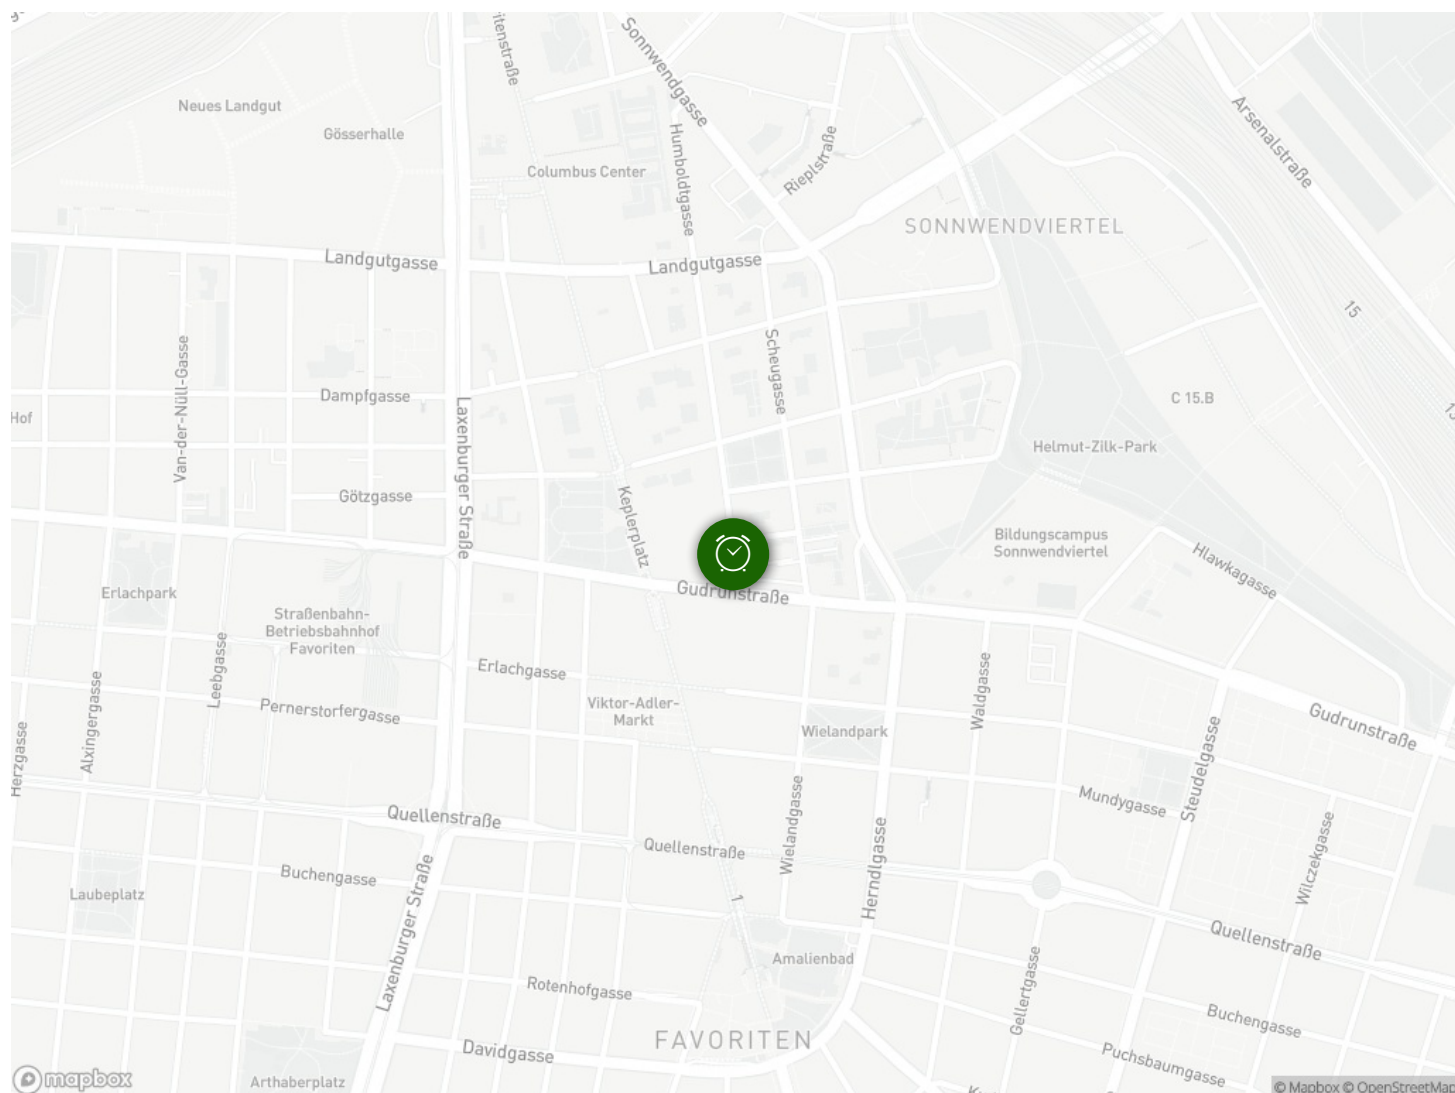 Sonnwendgasse
Arsenalstraße
Neues Landgut
Gösserhalle
Columbus Center
Humboldtgasse
Rieplstraße
SONNWENDVIERTEL
Landgutgasse
Landgutgasse
15
Scheugasse
Van-der-Nüll-Gasse
Dampfgasse
Laxenburger Straße
C 15.B
Hof
Helmut-Zilk-Park
Götzgasse
Keplerplatz
Bildungscampus
Sonnwendviertel
Hlawkagasse
Erlachpark
Gudrunstraße
Straßenbahn-
Betriebsbahnhof
Favoriten
Leebgasse
Erlachgasse
Waldgasse
Alxingergasse
Pernerstorfergasse
Viktor-Adler-
Markt
Wielandpark
Gudrunstraße
Herzgasse
Steudelgasse
Mundygasse
Quellenstraße
Quellenstraße
Wielandgasse
Herndlgasse
Wilczekgasse
Buchengasse
Laubeplatz
Laxenburger Straße
1
Quellenstraße
Amalienbad
Rotenhofgasse
Gellertgasse
Buchengasse
FAVORITEN
Davidgasse
Puchsbaumgasse
Arthaberplatz
mapbox
© Mapbox © OpenStreetMap